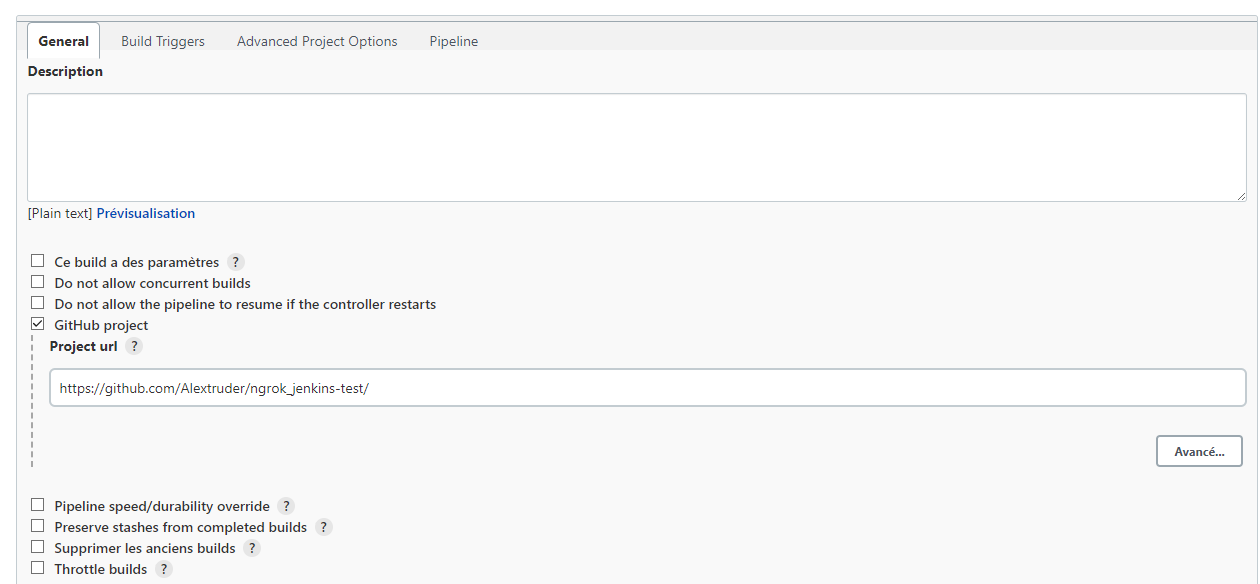 General Build Triggers Advanced Project Options Pipeline
Description
[Plain text] Prévisualisation
Ce build a des paramètres ?
Do not allow concurrent builds
Do not allow the pipeline to resume if the controller restarts
GitHub project
Project url ?
https://github.com/Alextruder/ngrok_jenkins-test/
Avancé...
Pipeline speed/durability override ?
Preserve stashes from completed builds ?
Supprimer les anciens builds ?
Throttle builds ?